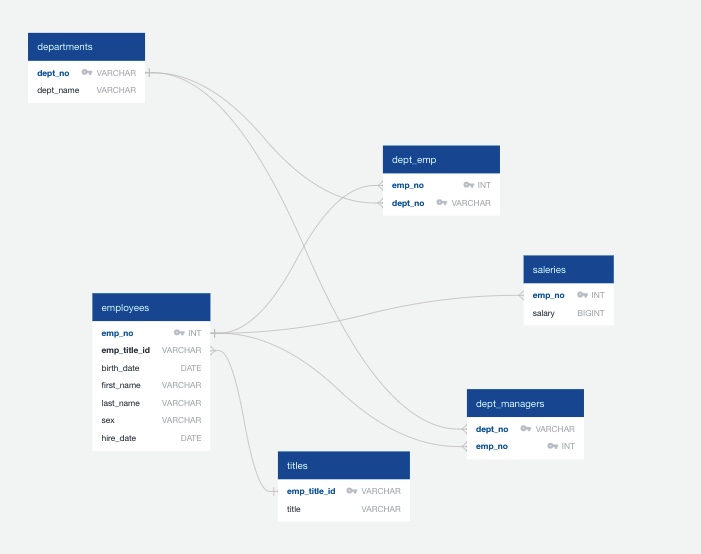 departments
dept_no VARCHAR
dept_name VARCHAR
dept_emp
emp_no INT
dept_no VARCHAR
saleries
emp_no INT
salary BIGINT
employees
emp_no INT
emp_title_id VARCHAR
birth_date DATE
first_name VARCHAR
last_name VARCHAR
sex VARCHAR
hire_date DATE
dept_managers
dept_no VARCHAR
emp_no INT
titles
emp_title_id VARCHAR
title VARCHAR